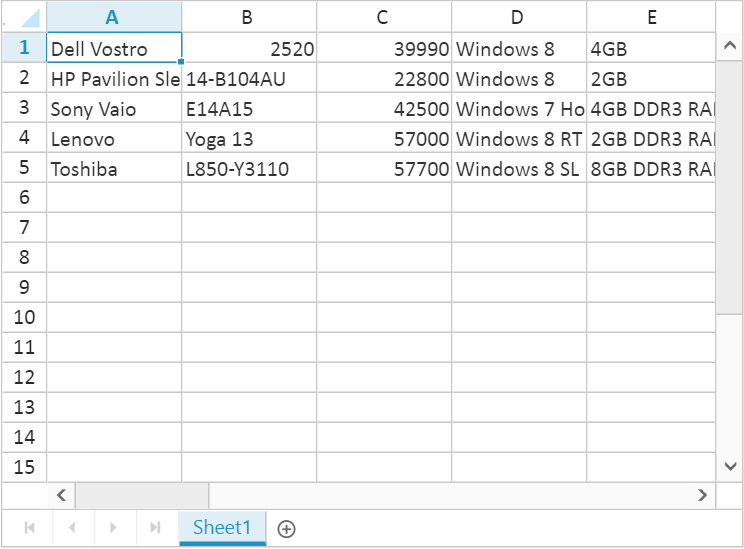 A B C D E
1 Dell Vostro 2520 39990 Windows 8 4GB
2 HP Pavilion Sle 14-B104AU 22800 Windows 8 2GB
3 Sony Vaio E14A15 42500 Windows 7 Ho 4GB DDR3 RA
4 Lenovo Yoga 13 57000 Windows 8 RT 2GB DDR3 RA
5 Toshiba L850-Y3110 57700 Windows 8 SL 8GB DDR3 RA
6
7
8
9
10
11
12
13
14
15
Sheet1